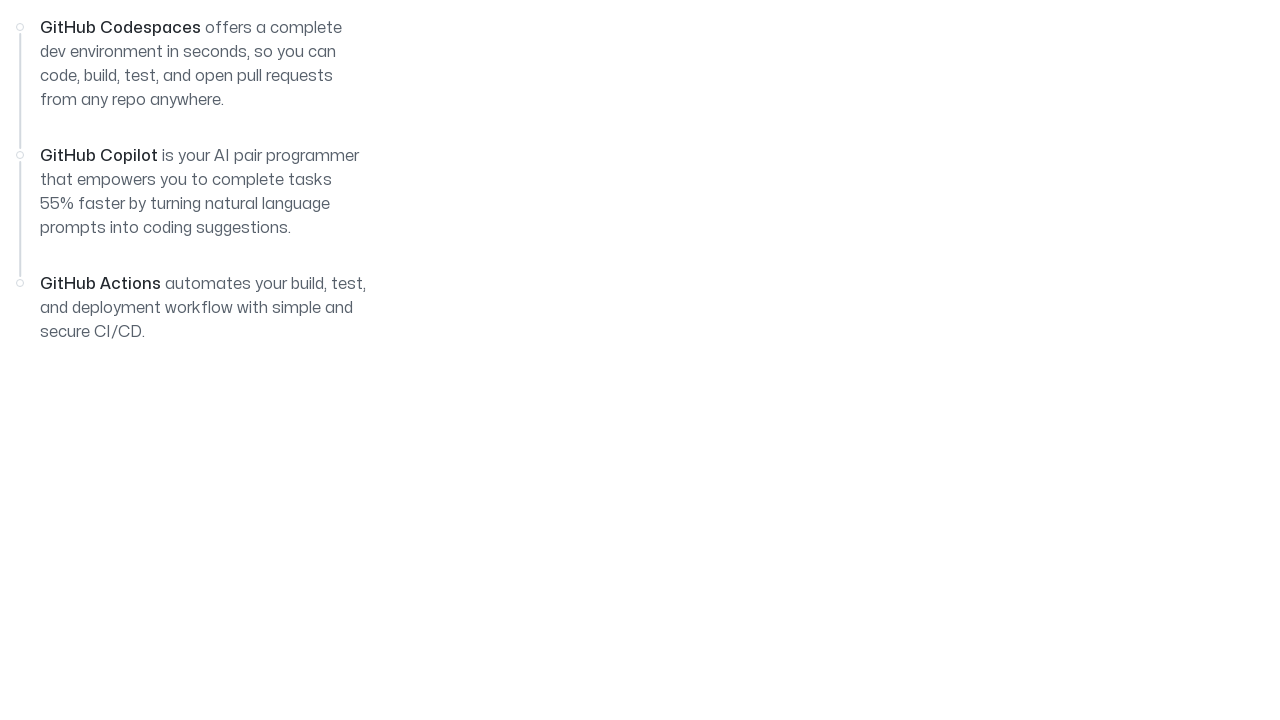 GitHub Codespaces offers a complete
dev environment in seconds, so you can
code, build, test, and open pull requests
from any repo anywhere.
GitHub Copilot is your AI pair programmer
that empowers you to complete tasks
55% faster by turning natural language
prompts into coding suggestions.
GitHub Actions automates your build, test,
and deployment workflow with simple and
secure CI/CD.